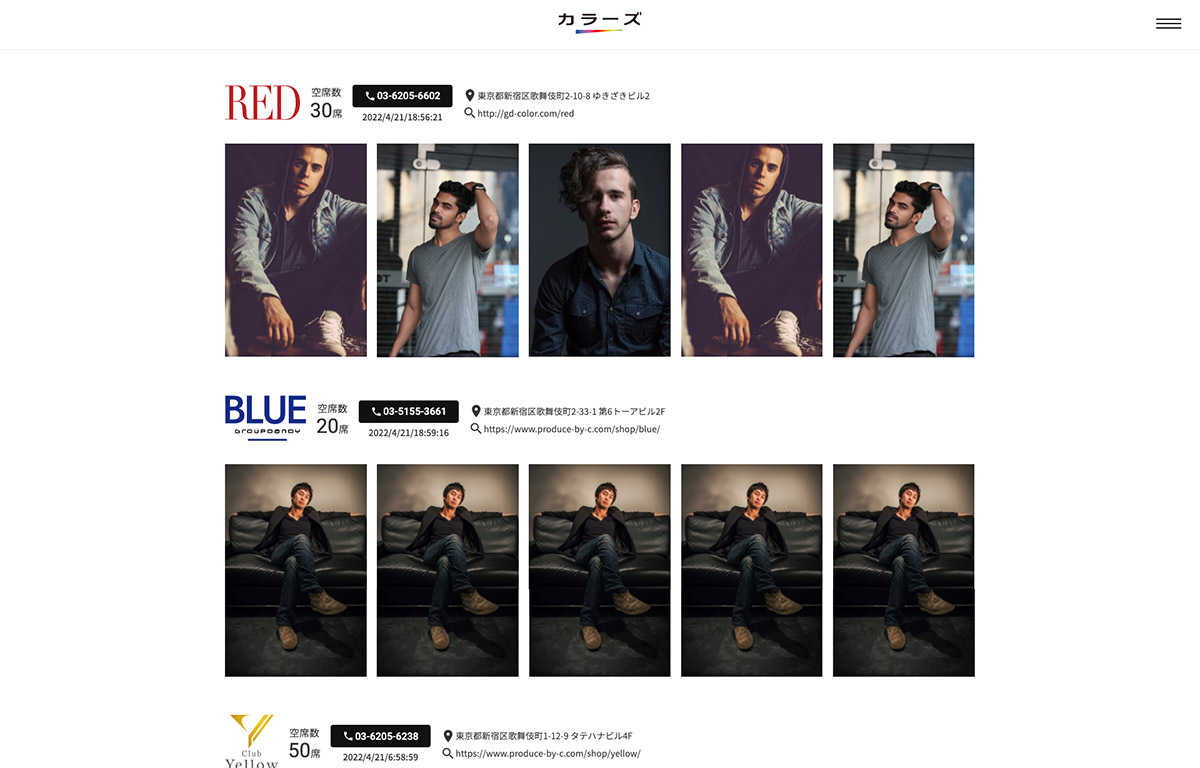 カラーズ
RED
空席数
30席
03-6205-6602
2022/4/21/18:56:21
東京都新宿区歌舞伎町2-10-8 ゆきざきビル2
http://gd-color.com/red
BLUE
GROUPDANDY
空席数
20席
03-5155-3661
2022/4/21/18:59:16
東京都新宿区歌舞伎町2-33-1 第6トーアビル2F
https://www.produce-by-c.com/shop/blue/
Club
Yellow
空席数
50席
03-6205-6238
2022/4/21/6:58:59
東京都新宿区歌舞伎町1-12-9 タテハナビル4F
https://www.produce-by-c.com/shop/yellow/